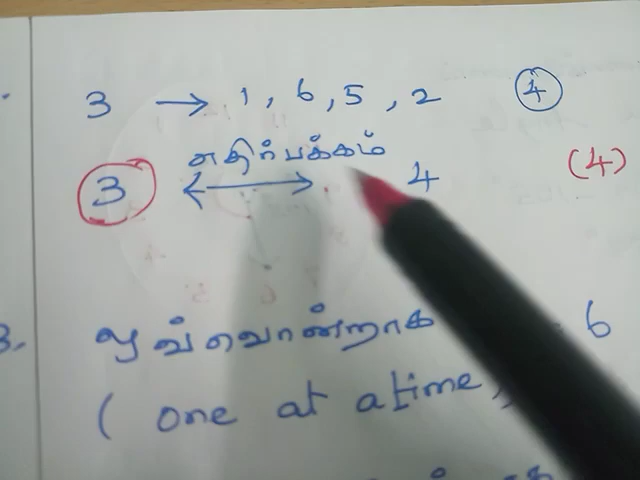 3 → 1, 6, 5, 2 4
எதிர்பக்கம்
3 ↔ 4 (4)
3. ஒவ்வொன்றாக 6
( one at a time,